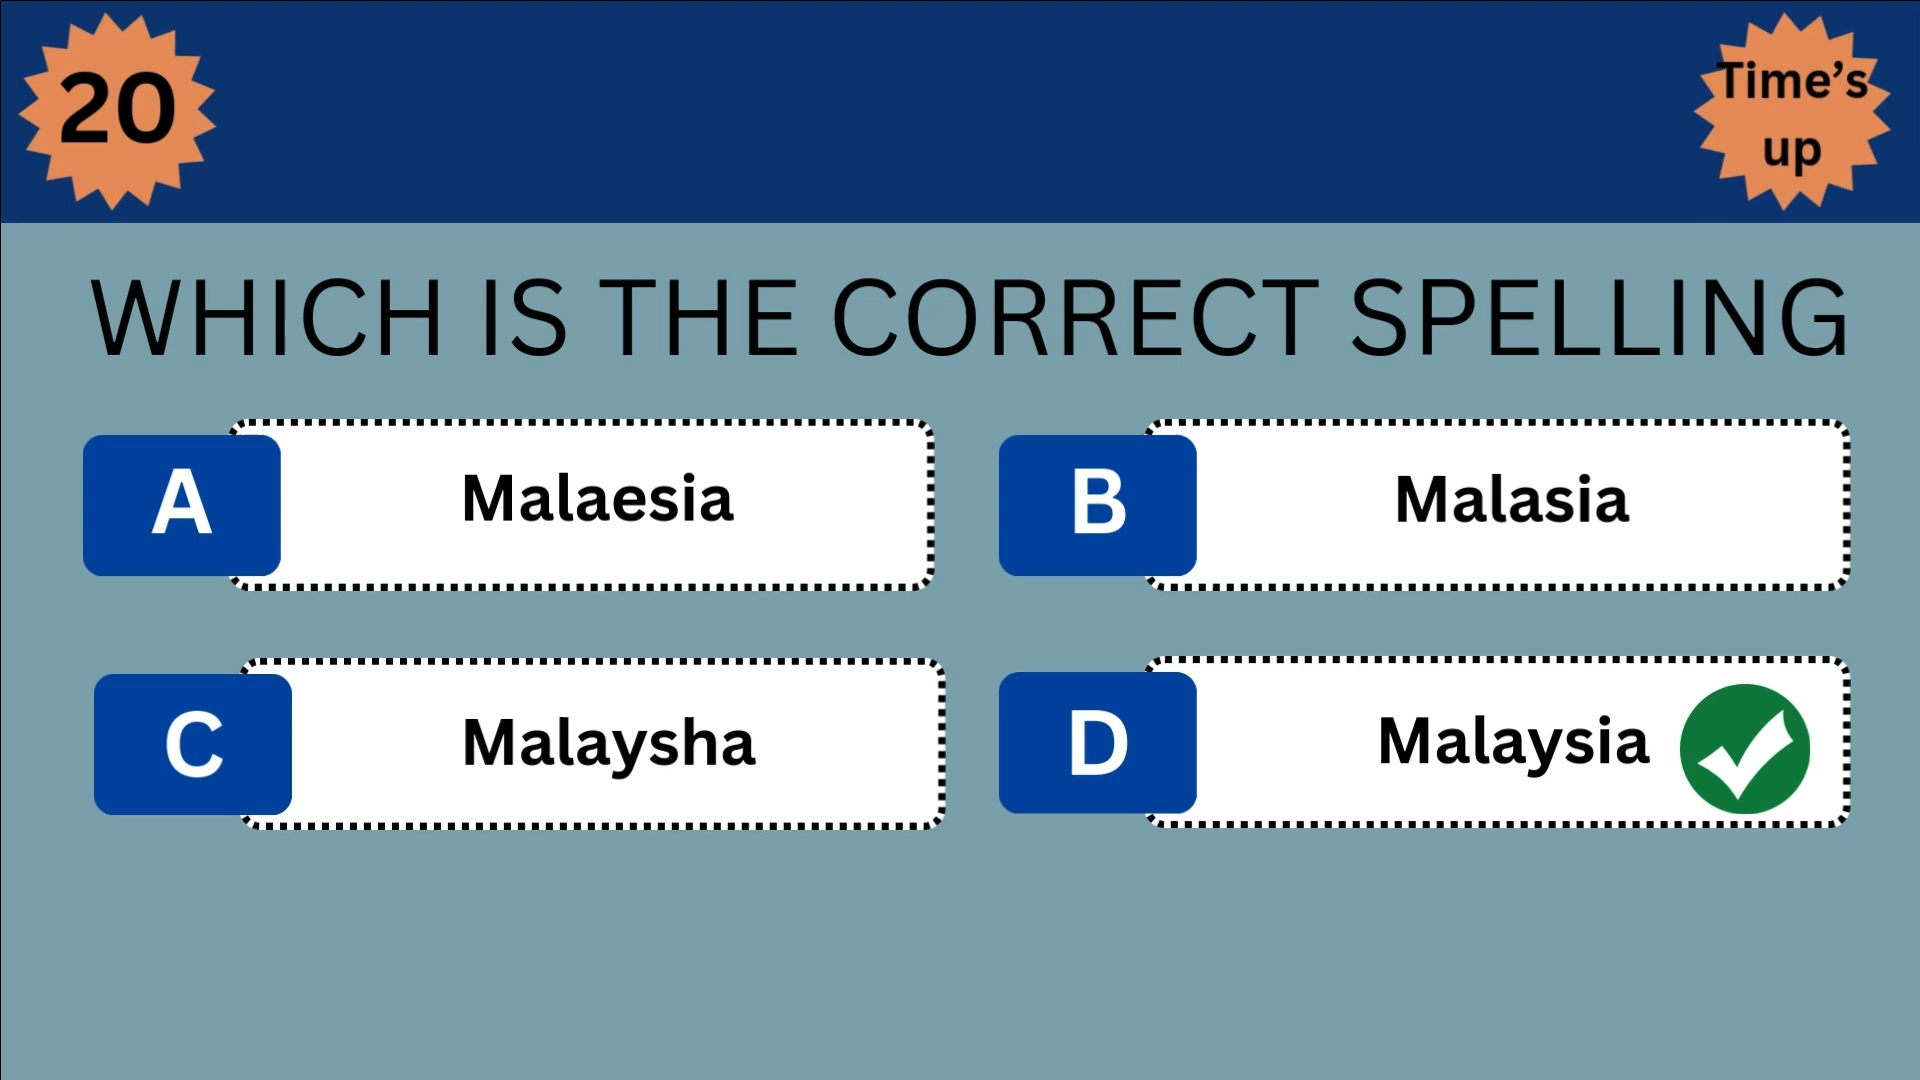 20
Time’s
up
WHICH IS THE CORRECT SPELLING
A
Malaesia
B
Malasia
C
Malaysha
D
Malaysia